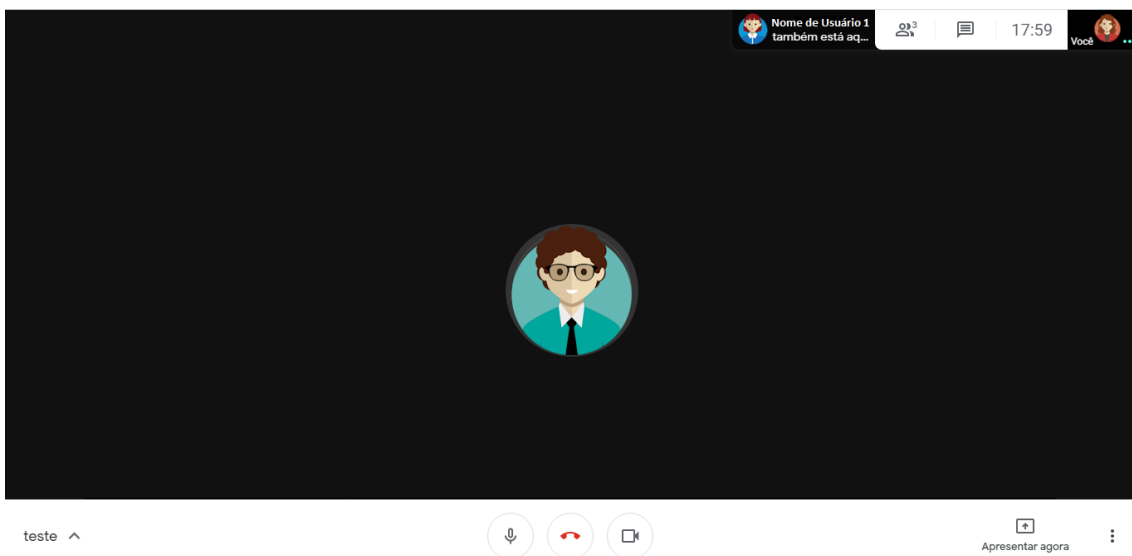 Nome de Usuário 1
também está aq...
3
17:59
Você
teste
Apresentar agora